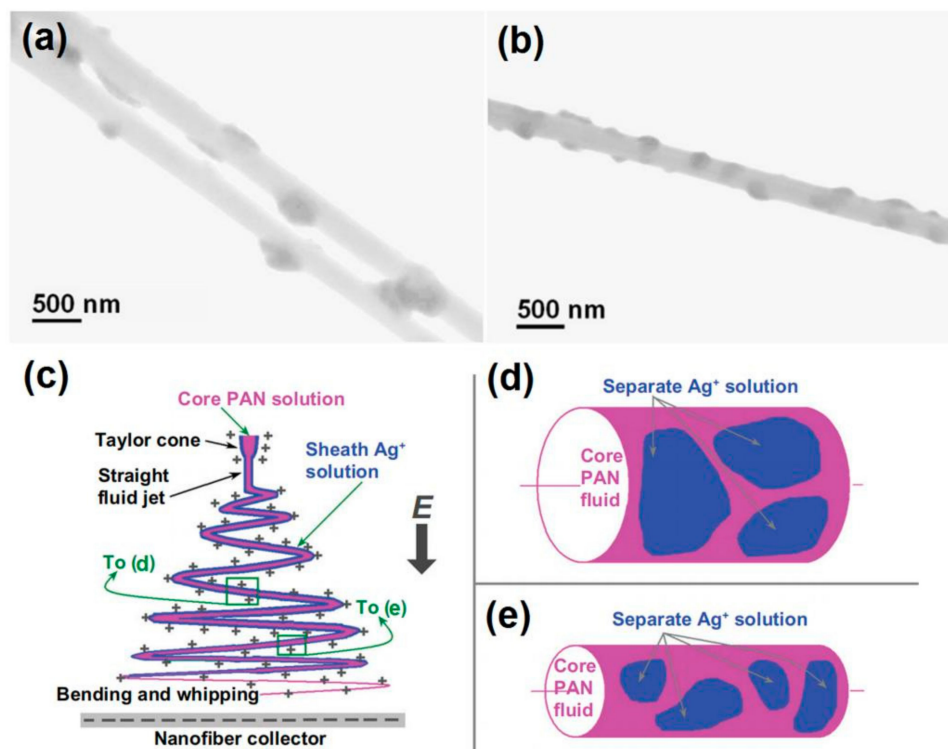 (a)
500 nm
(b)
500 nm
(c)
Core PAN solution
Taylor cone
Sheath Ag⁺
solution
Straight
fluid jet
E
To (d)
To (e)
Bending and whipping
Nanofiber collector
(d)
Separate Ag⁺ solution
Core
PAN
fluid
(e)
Separate Ag⁺ solution
Core
PAN
fluid